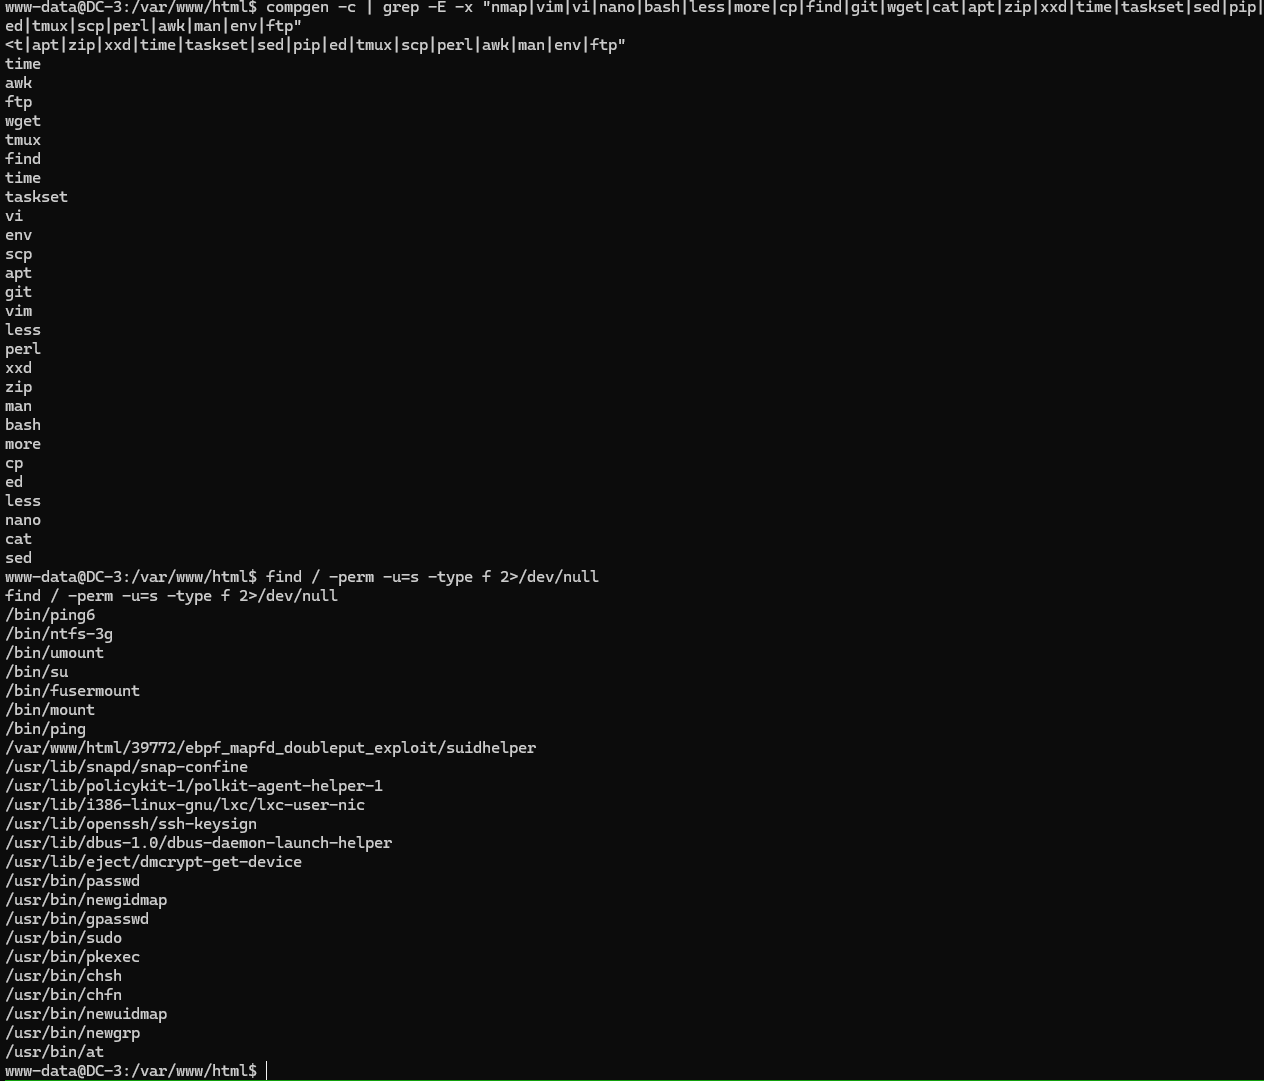 www-data@DC-3:/var/www/html$ compgen -c | grep -E -x "nmap|vim|vi|nano|bash|less|more|cp|find|git|wget|cat|apt|zip|xxd|time|taskset|sed|pip|
ed|tmux|scp|perl|awk|man|env|ftp"
<t|apt|zip|xxd|time|taskset|sed|pip|ed|tmux|scp|perl|awk|man|env|ftp"
time
awk
ftp
wget
tmux
find
time
taskset
vi
env
scp
apt
git
vim
less
perl
xxd
zip
man
bash
more
cp
ed
less
nano
cat
sed
www-data@DC-3:/var/www/html$ find / -perm -u=s -type f 2>/dev/null
find / -perm -u=s -type f 2>/dev/null
/bin/ping6
/bin/ntfs-3g
/bin/umount
/bin/su
/bin/fusermount
/bin/mount
/bin/ping
/var/www/html/39772/ebpf_mapfd_doubleput_exploit/suidhelper
/usr/lib/snapd/snap-confine
/usr/lib/policykit-1/polkit-agent-helper-1
/usr/lib/i386-linux-gnu/lxc/lxc-user-nic
/usr/lib/openssh/ssh-keysign
/usr/lib/dbus-1.0/dbus-daemon-launch-helper
/usr/lib/eject/dmcrypt-get-device
/usr/bin/passwd
/usr/bin/newgidmap
/usr/bin/gpasswd
/usr/bin/sudo
/usr/bin/pkexec
/usr/bin/chsh
/usr/bin/chfn
/usr/bin/newuidmap
/usr/bin/newgrp
/usr/bin/at
www-data@DC-3:/var/www/html$